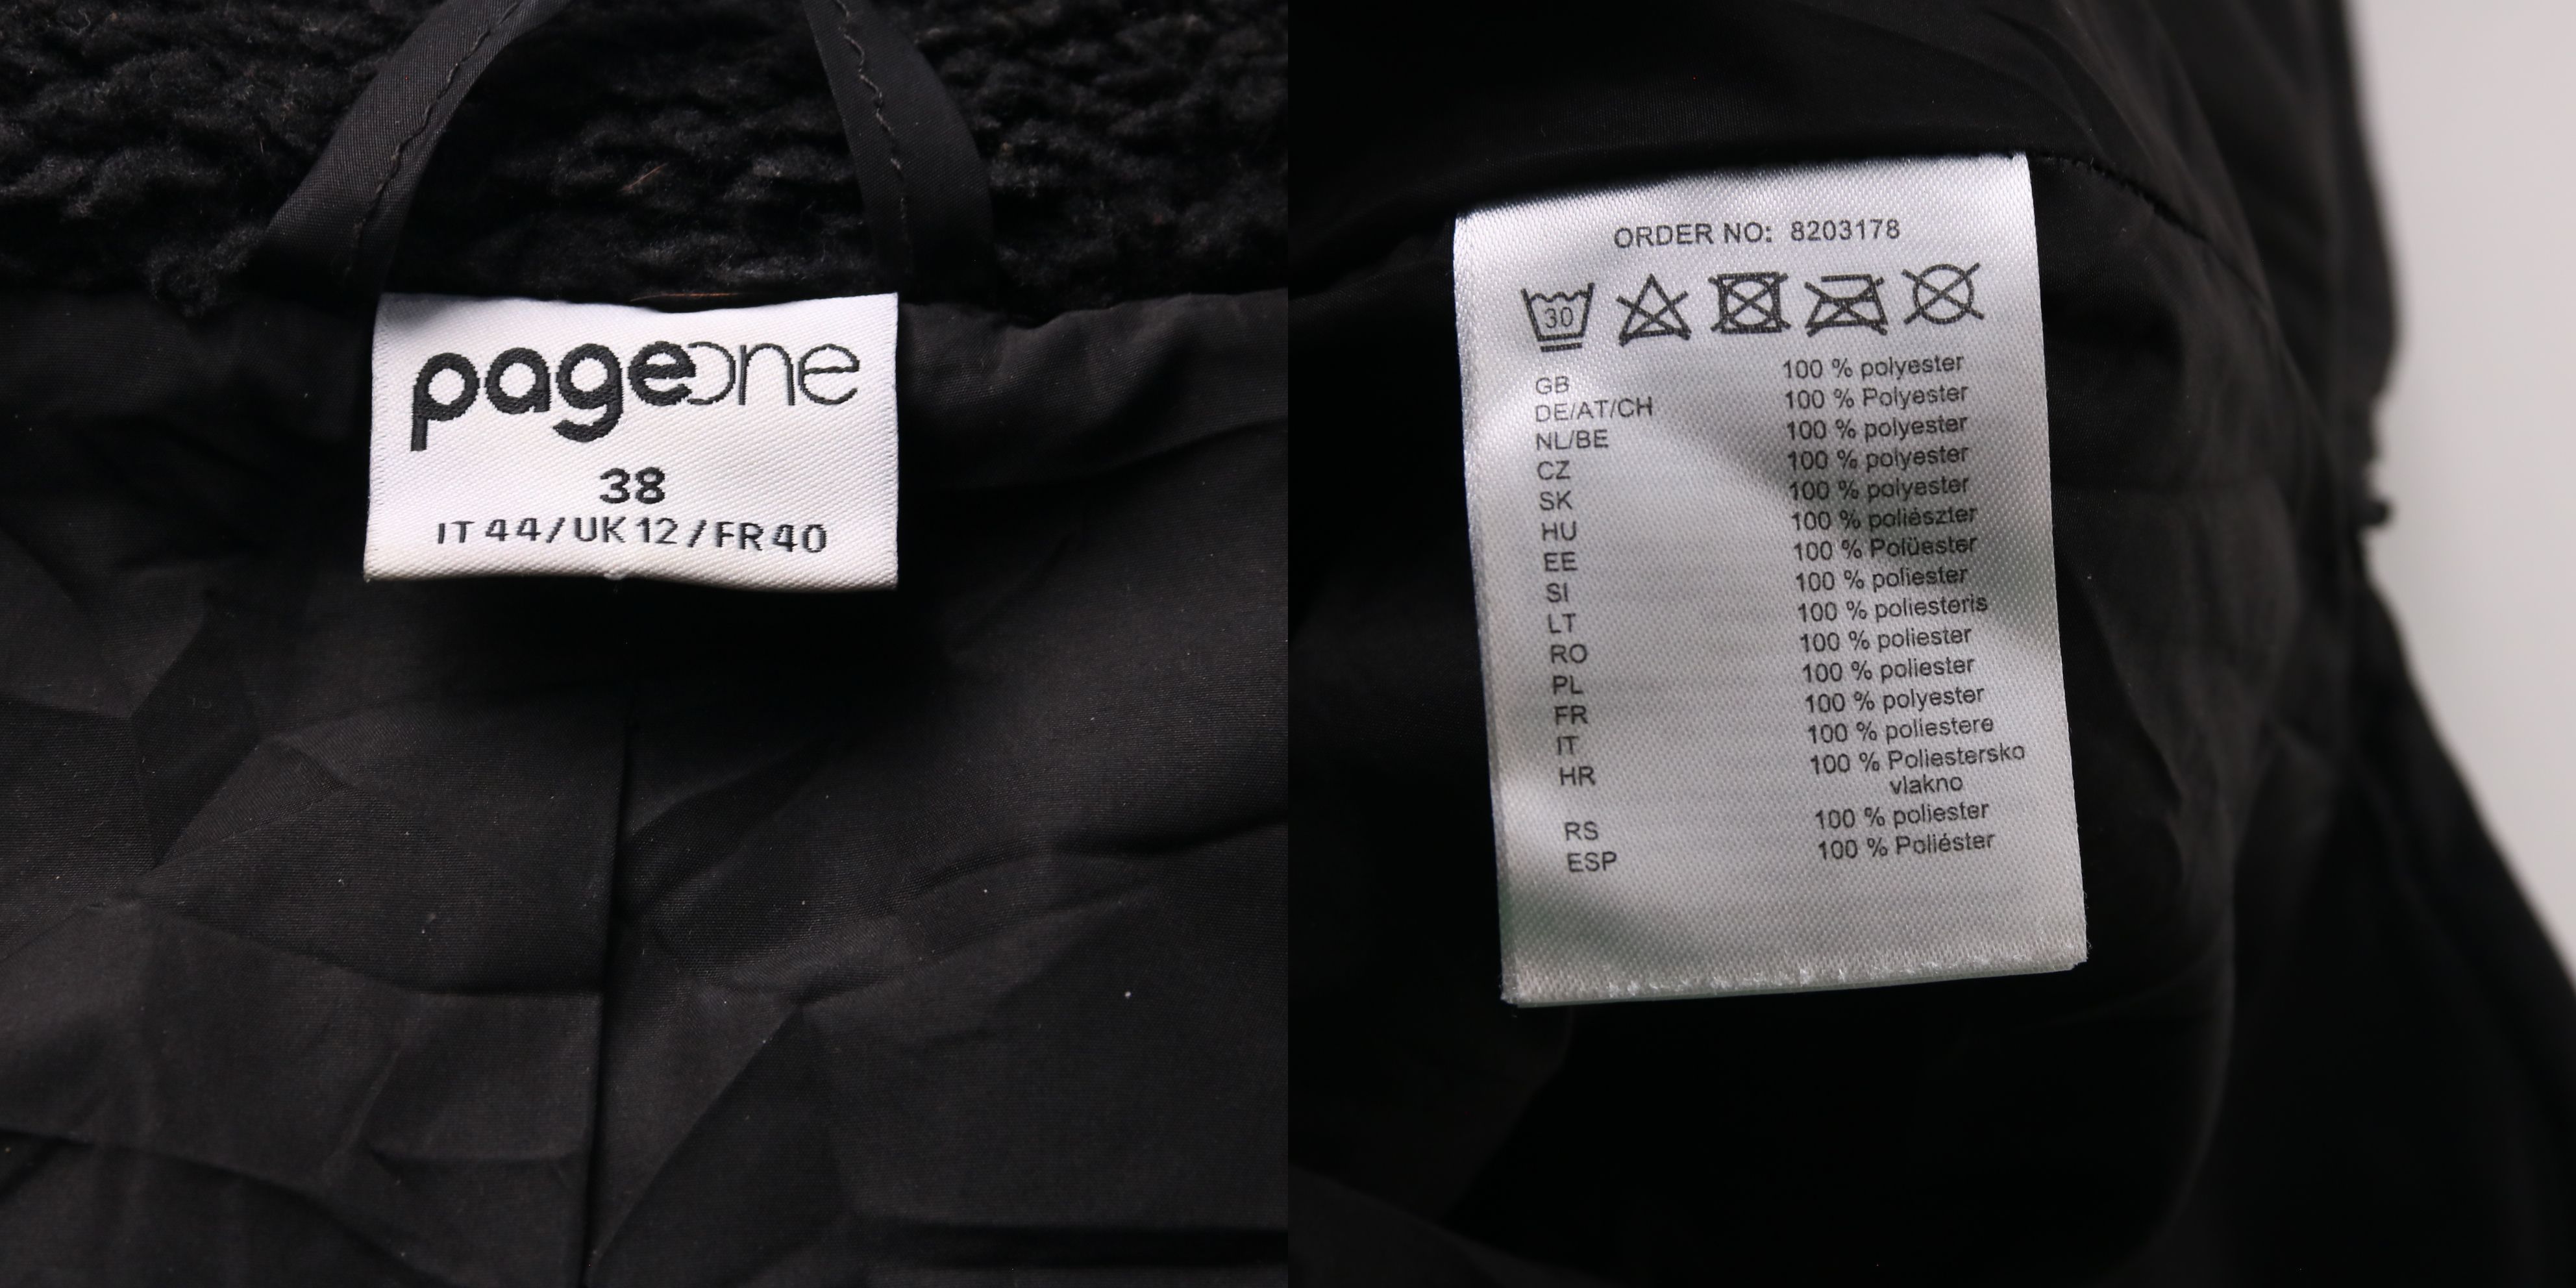 pageone
38
IT 44/UK 12/FR 40
ORDER NO: 8203178
30
GB 100 % polyester
DE/AT/CH 100 % Polyester
NL/BE 100 % polyester
CZ 100 % polyester
SK 100 % polyester
HU 100 % poliészter
EE 100 % Polüester
SI 100 % poliester
LT 100 % poliesteris
RO 100 % poliester
PL 100 % poliester
FR 100 % polyester
IT 100 % poliestere
HR 100 % Poliestersko
vlakno
RS 100 % poliester
ESP 100 % Poliéster